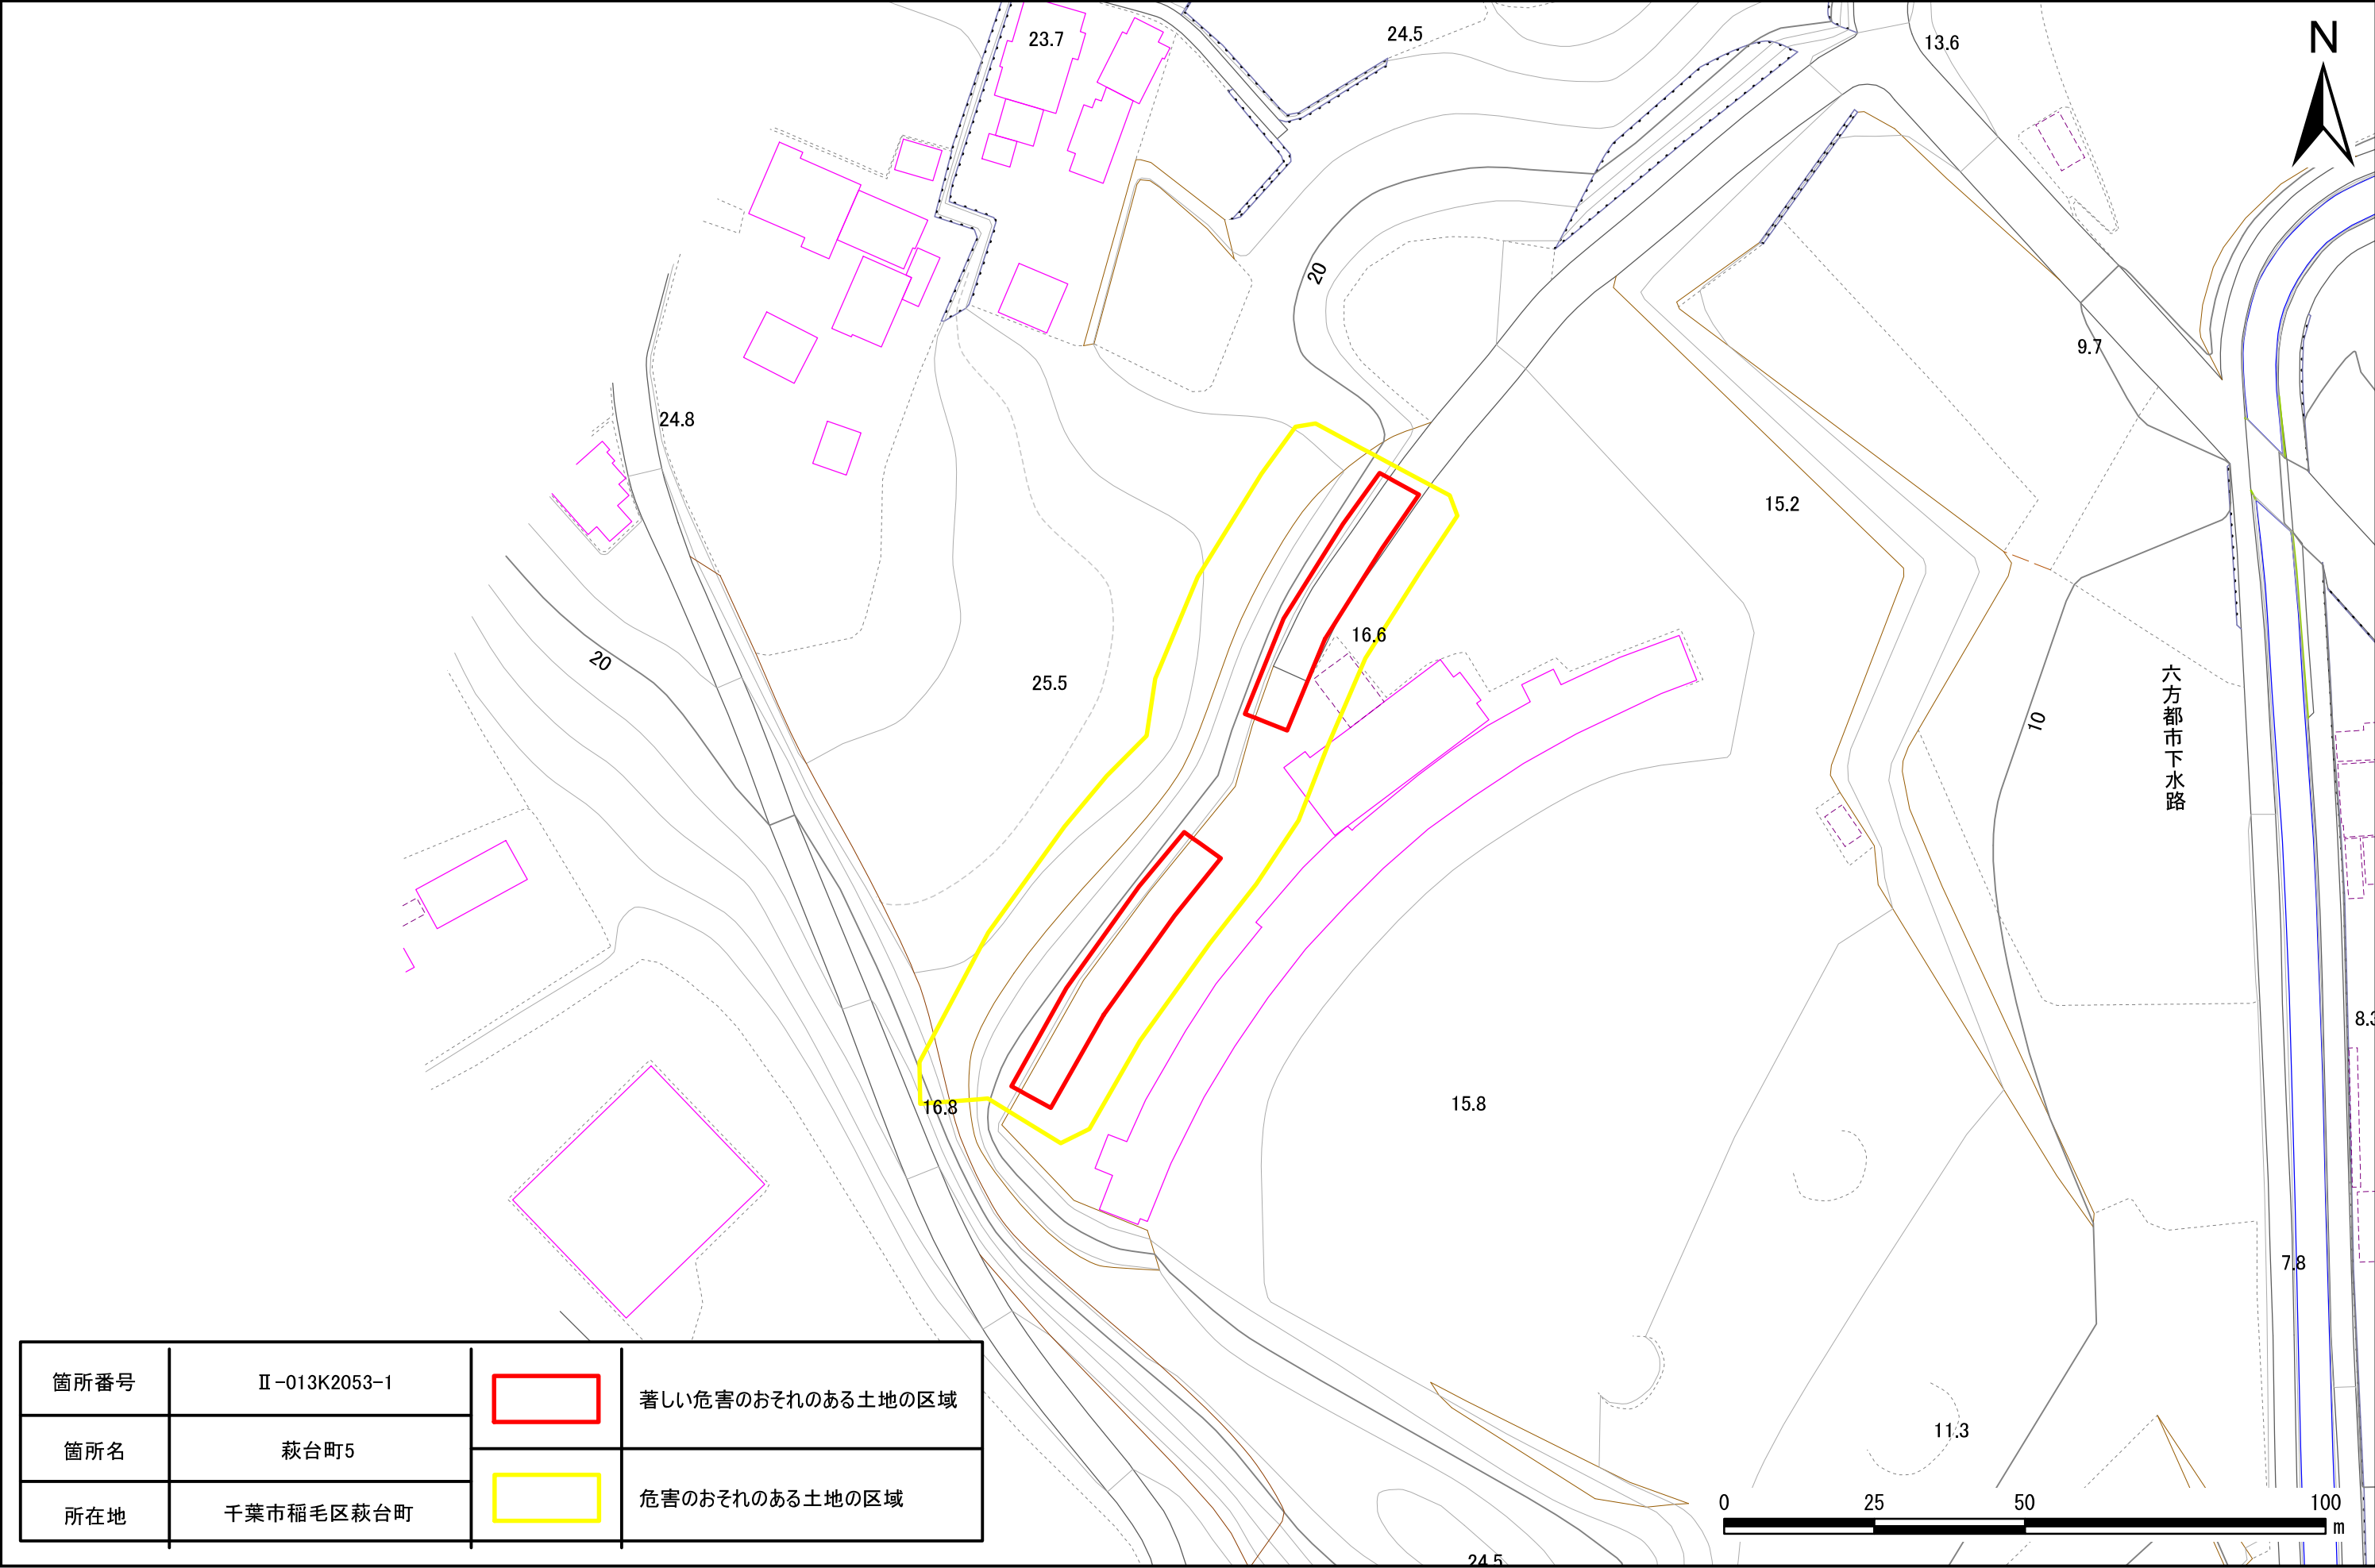 23.7
24.5
13.6
N
20
9.7
24.8
15.2
16.6
20
25.5
10
六方都市下水路
8.3
16.8
15.8
7.8
11.3
24.5
箇所番号
Ⅱ-013K2053-1
著しい危害のおそれのある土地の区域
箇所名
萩台町5
危害のおそれのある土地の区域
所在地
千葉市稲毛区萩台町
0 25 50 100
m